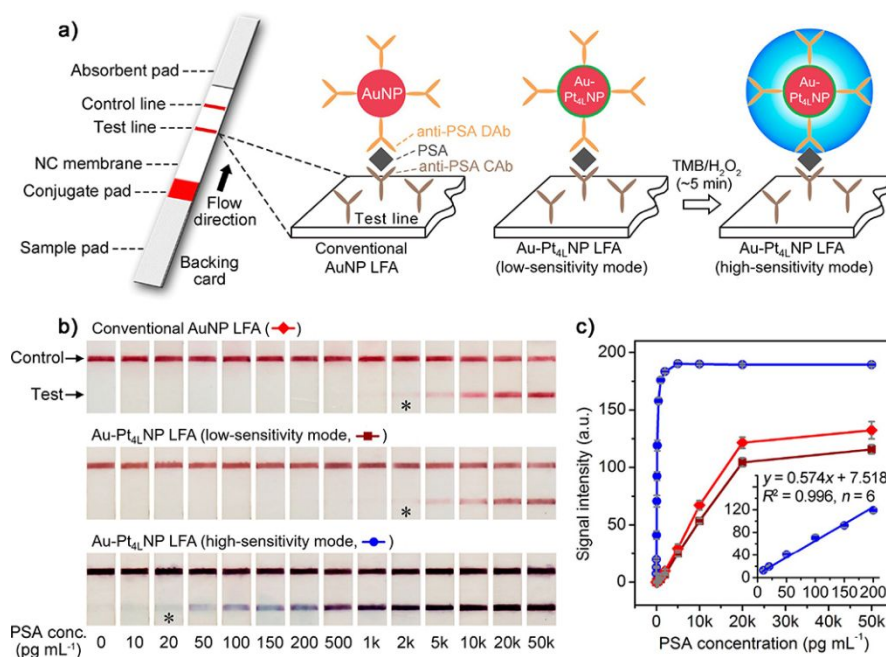 a)
Absorbent pad
Control line
Test line
NC membrane
Conjugate pad
Sample pad
Flow
direction
Backing
card
AuNP
anti-PSA DAb
PSA
anti-PSA CAb
Test line
Conventional
AuNP LFA
Au-
Pt4LNP
Au-Pt4LNP LFA
(low-sensitivity mode)
TMB/H2O2
(~5 min)
Au-
Pt4LNP
Au-Pt4LNP LFA
(high-sensitivity mode)
b)
Conventional AuNP LFA ( )
Control
Test
*
Au-Pt4LNP LFA (low-sensitivity mode, )
*
Au-Pt4LNP LFA (high-sensitivity mode, )
*
PSA conc.
(pg mL-1)
0 10 20 50 100 150 200 500 1k 2k 5k 10k 20k 50k
c)
Signal intensity (a.u.)
200
150
100
50
0
0 10k 20k 30k 40k 50k
PSA concentration (pg mL-1)
y = 0.574x + 7.518
R2 = 0.996, n = 6
120
80
40
0
0 50 100 150 200